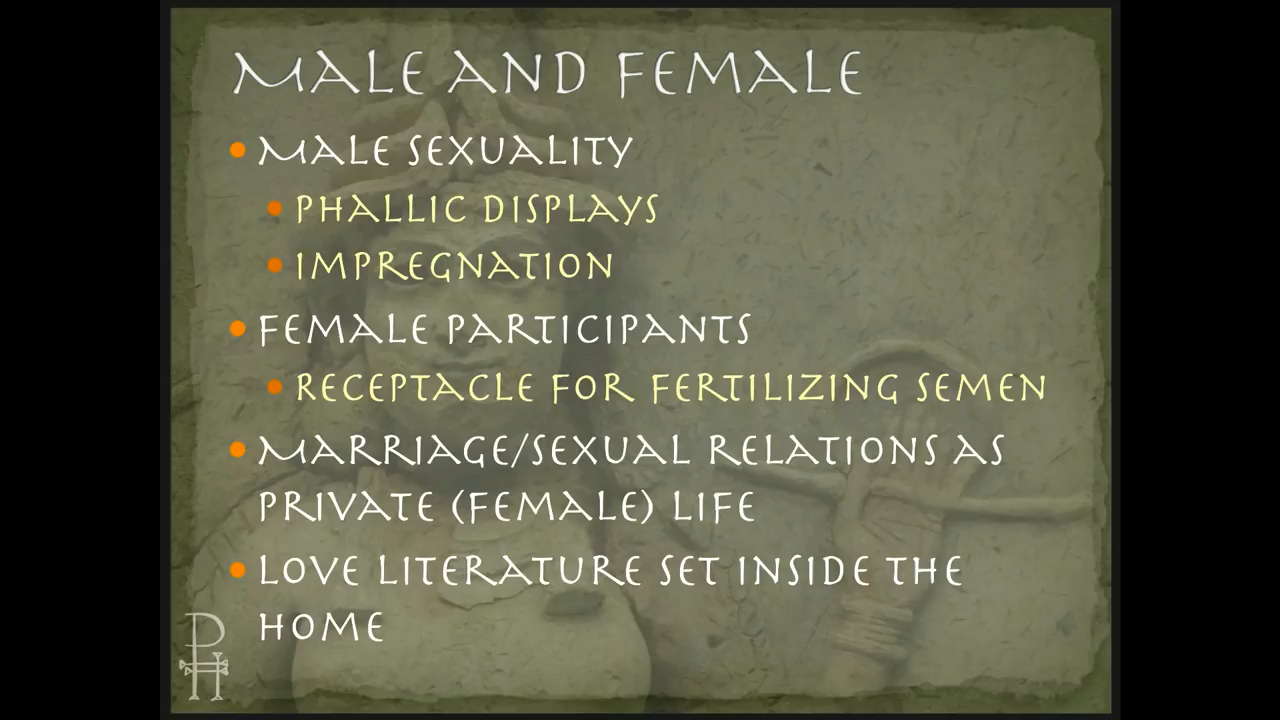 Male and Female
• Male sexuality
• Phallic displays
• Impregnation
• Female participants
• Receptacle for fertilizing semen
• Marriage/sexual relations as
private (female) life
• Love literature set inside the
home
PH